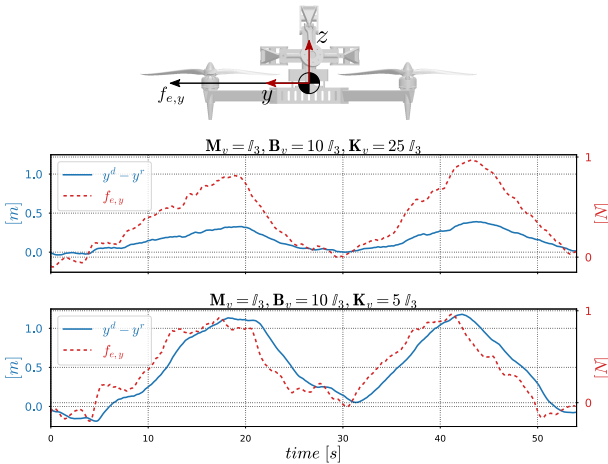 z
y
f_{e,y}
M_v = 𝕀_3, B_v = 10 𝕀_3, K_v = 25 𝕀_3
y^d − y^r
f_{e,y}
[m]
1.0
0.5
0.0
[N]
1
0
M_v = 𝕀_3, B_v = 10 𝕀_3, K_v = 5 𝕀_3
y^d − y^r
f_{e,y}
[m]
1.0
0.5
0.0
[N]
1
0
0 10 20 30 40 50
time [s]